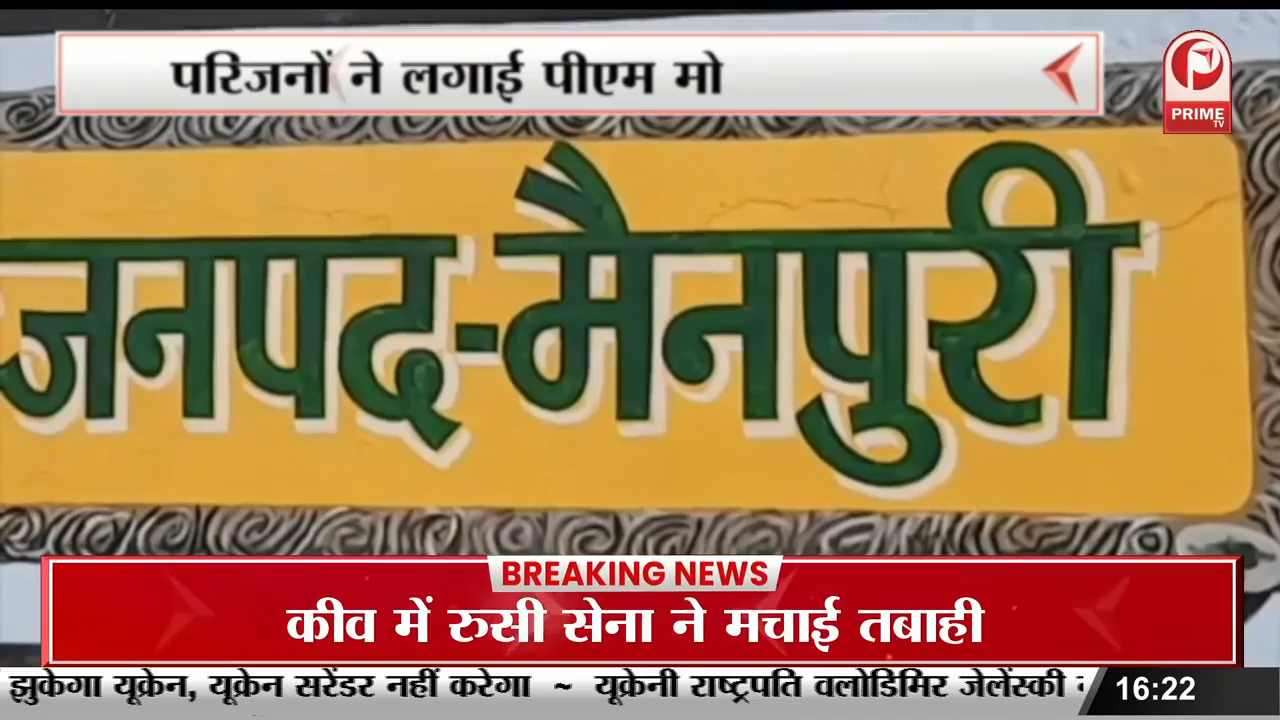 परिजनों ने लगाई पीएम मो
PRIME
TV
जनपद-मैनपुरी
BREAKING NEWS
कीव में रुसी सेना ने मचाई तबाही
झुकेगा यूक्रेन, यूक्रेन सरेंडर नहीं करेगा ~ यूक्रेनी राष्ट्रपति वलोडिमिर जेलेंस्की
16:22